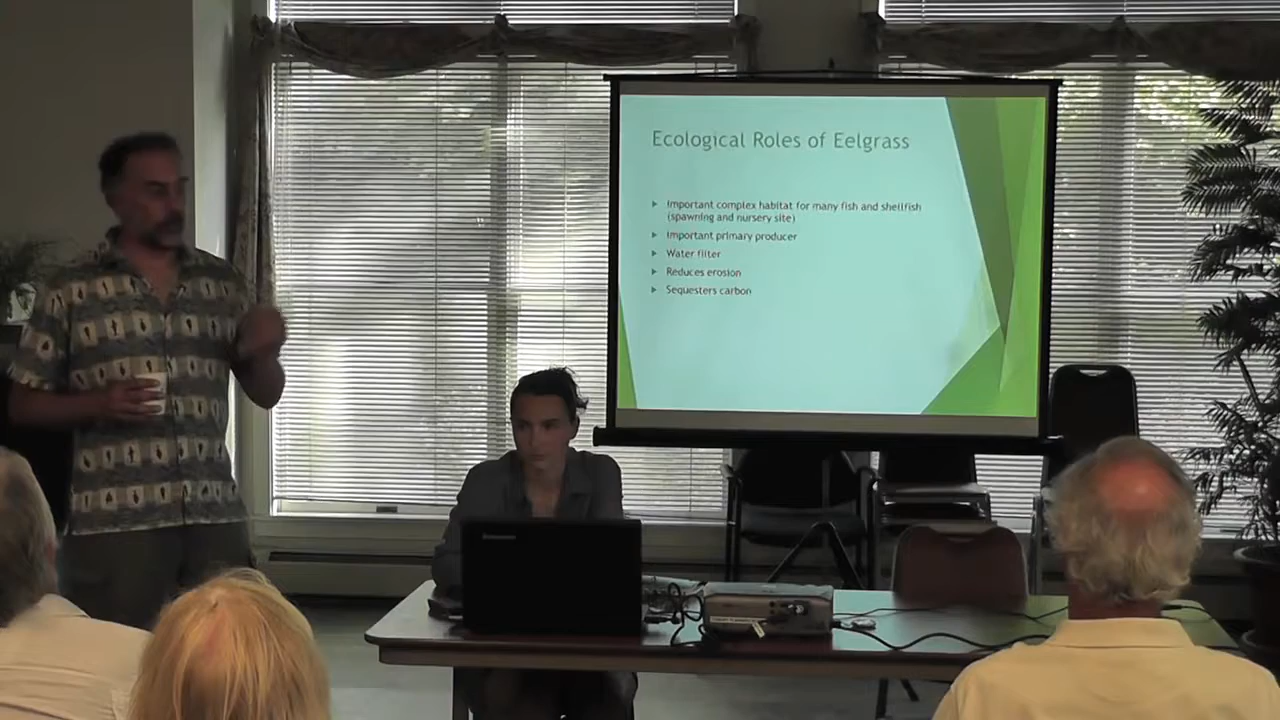 Ecological Roles of Eelgrass
Important complex habitat for many fish and shellfish
(spawning and nursery site)
Important primary producer
Water filter
Reduces erosion
Sequesters carbon